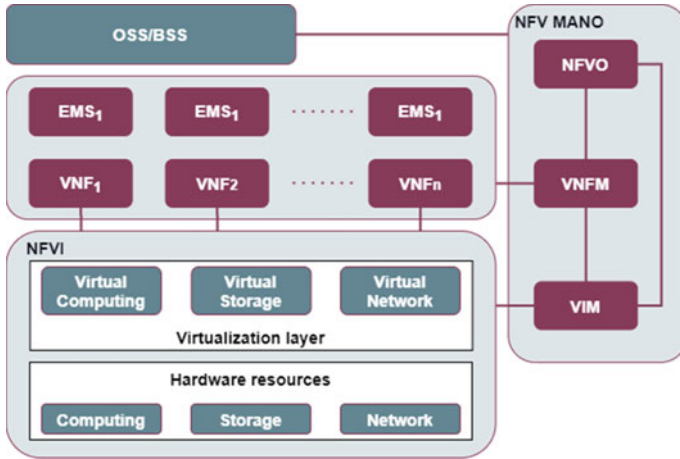 OSS/BSS
NFV MANO
NFVO
EMS₁ EMS₁ ....... EMS₁
VNF₁ VNF₂ ....... VNFn
VNFM
NFVI
Virtual Computing
Virtual Storage
Virtual Network
Virtualization layer
VIM
Hardware resources
Computing Storage Network